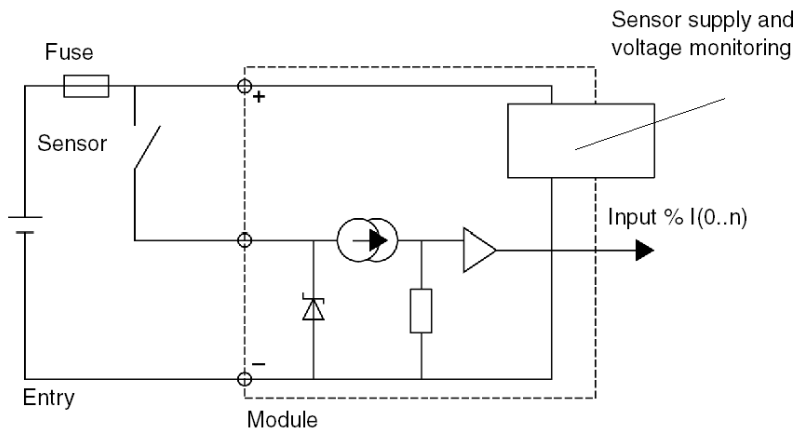 Sensor supply and
voltage monitoring
Fuse
+
Sensor
Input % I(0..n)
–
Entry
Module